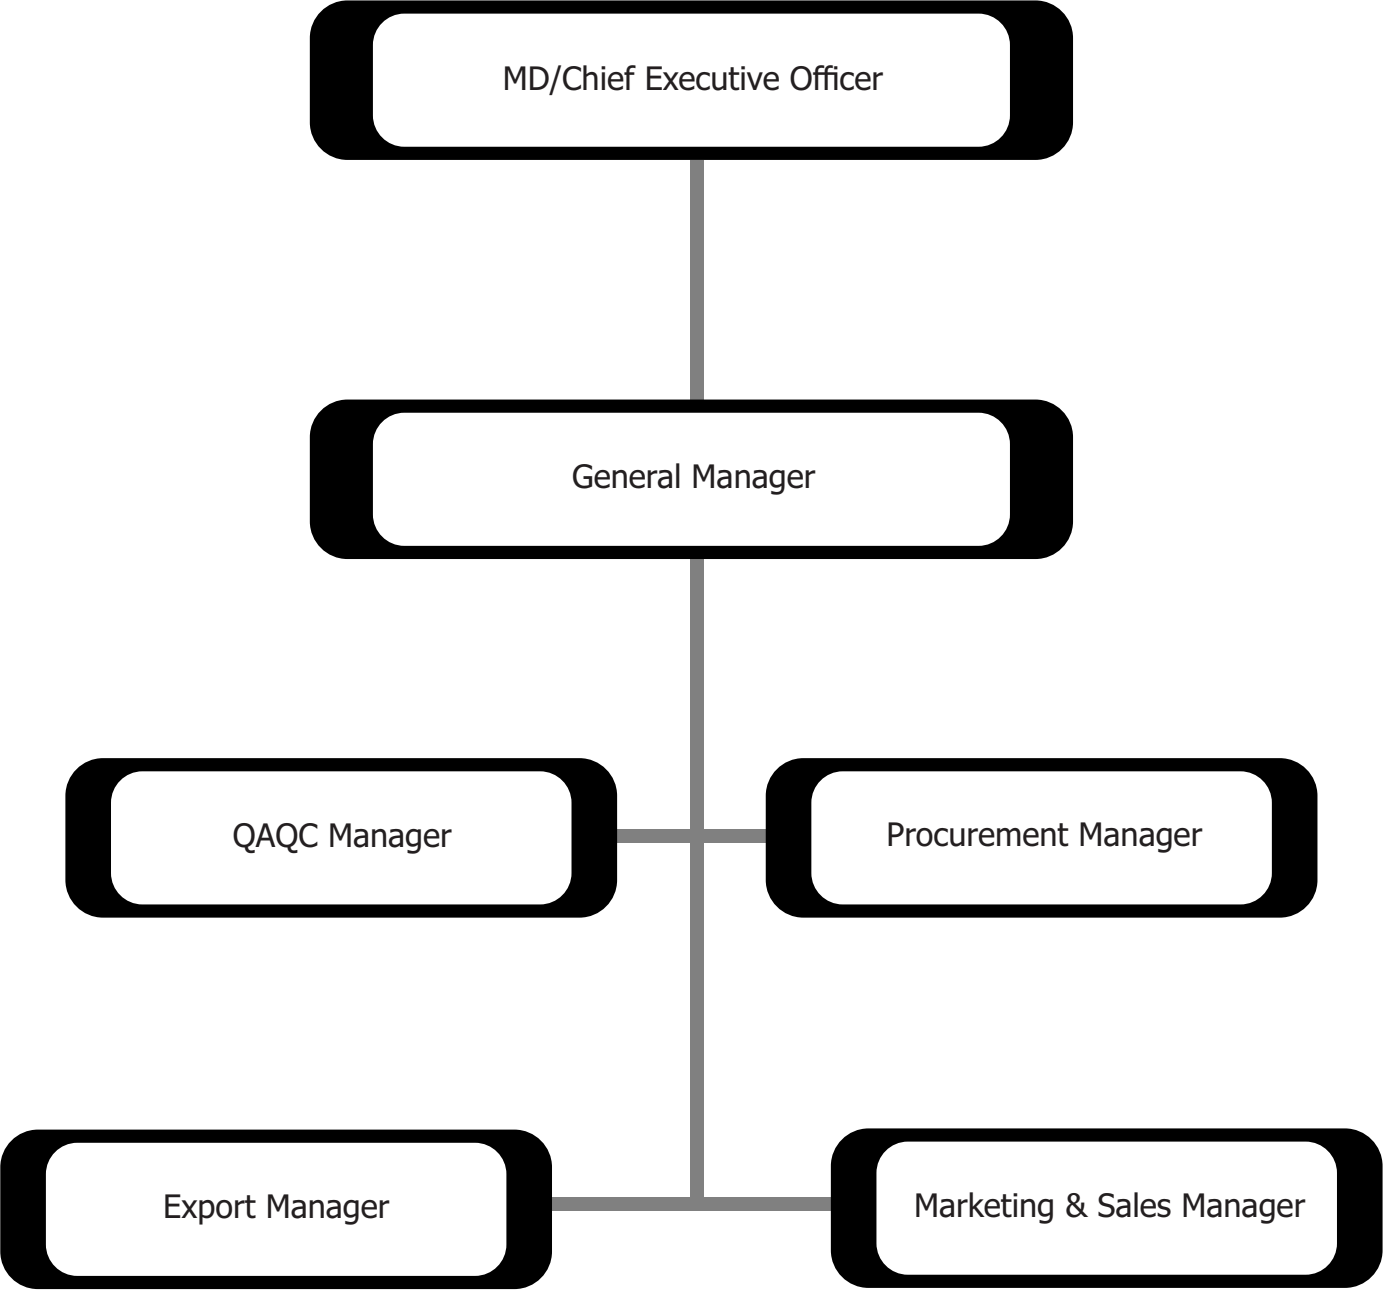 MD/Chief Executive Officer
General Manager
QAQC Manager
Procurement Manager
Export Manager
Marketing & Sales Manager